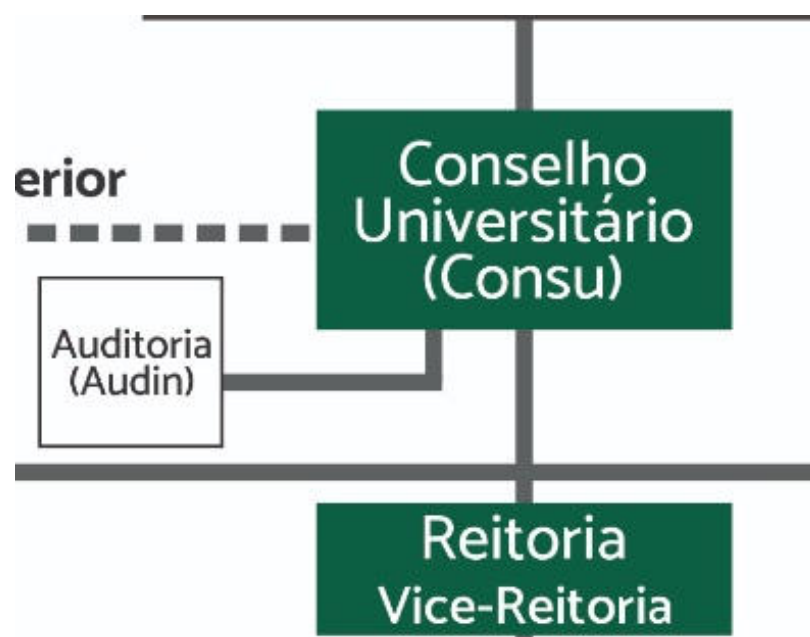 Conselho
Universitário
(Consu)
erior
Auditoria
(Audin)
Reitoria
Vice-Reitoria